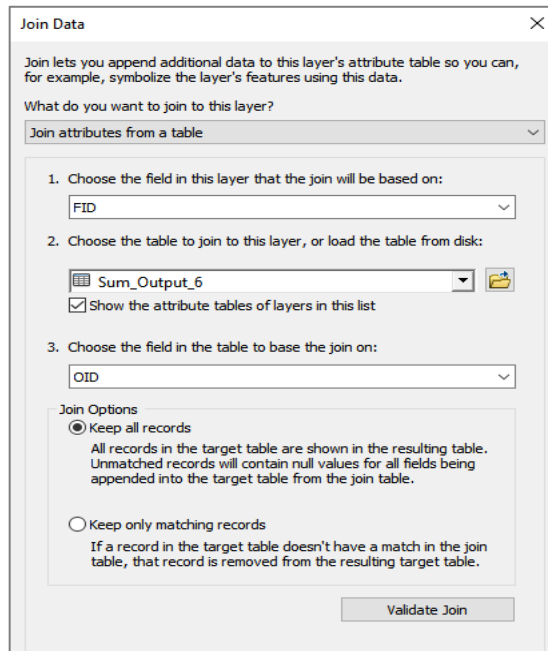 Join Data
Join lets you append additional data to this layer's attribute table so you can,
for example, symbolize the layer's features using this data.
What do you want to join to this layer?
Join attributes from a table
1. Choose the field in this layer that the join will be based on:
FID
2. Choose the table to join to this layer, or load the table from disk:
Sum_Output_6
Show the attribute tables of layers in this list
3. Choose the field in the table to base the join on:
OID
Join Options
Keep all records
All records in the target table are shown in the resulting table.
Unmatched records will contain null values for all fields being
appended into the target table from the join table.
Keep only matching records
If a record in the target table doesn't have a match in the join
table, that record is removed from the resulting target table.
Validate Join